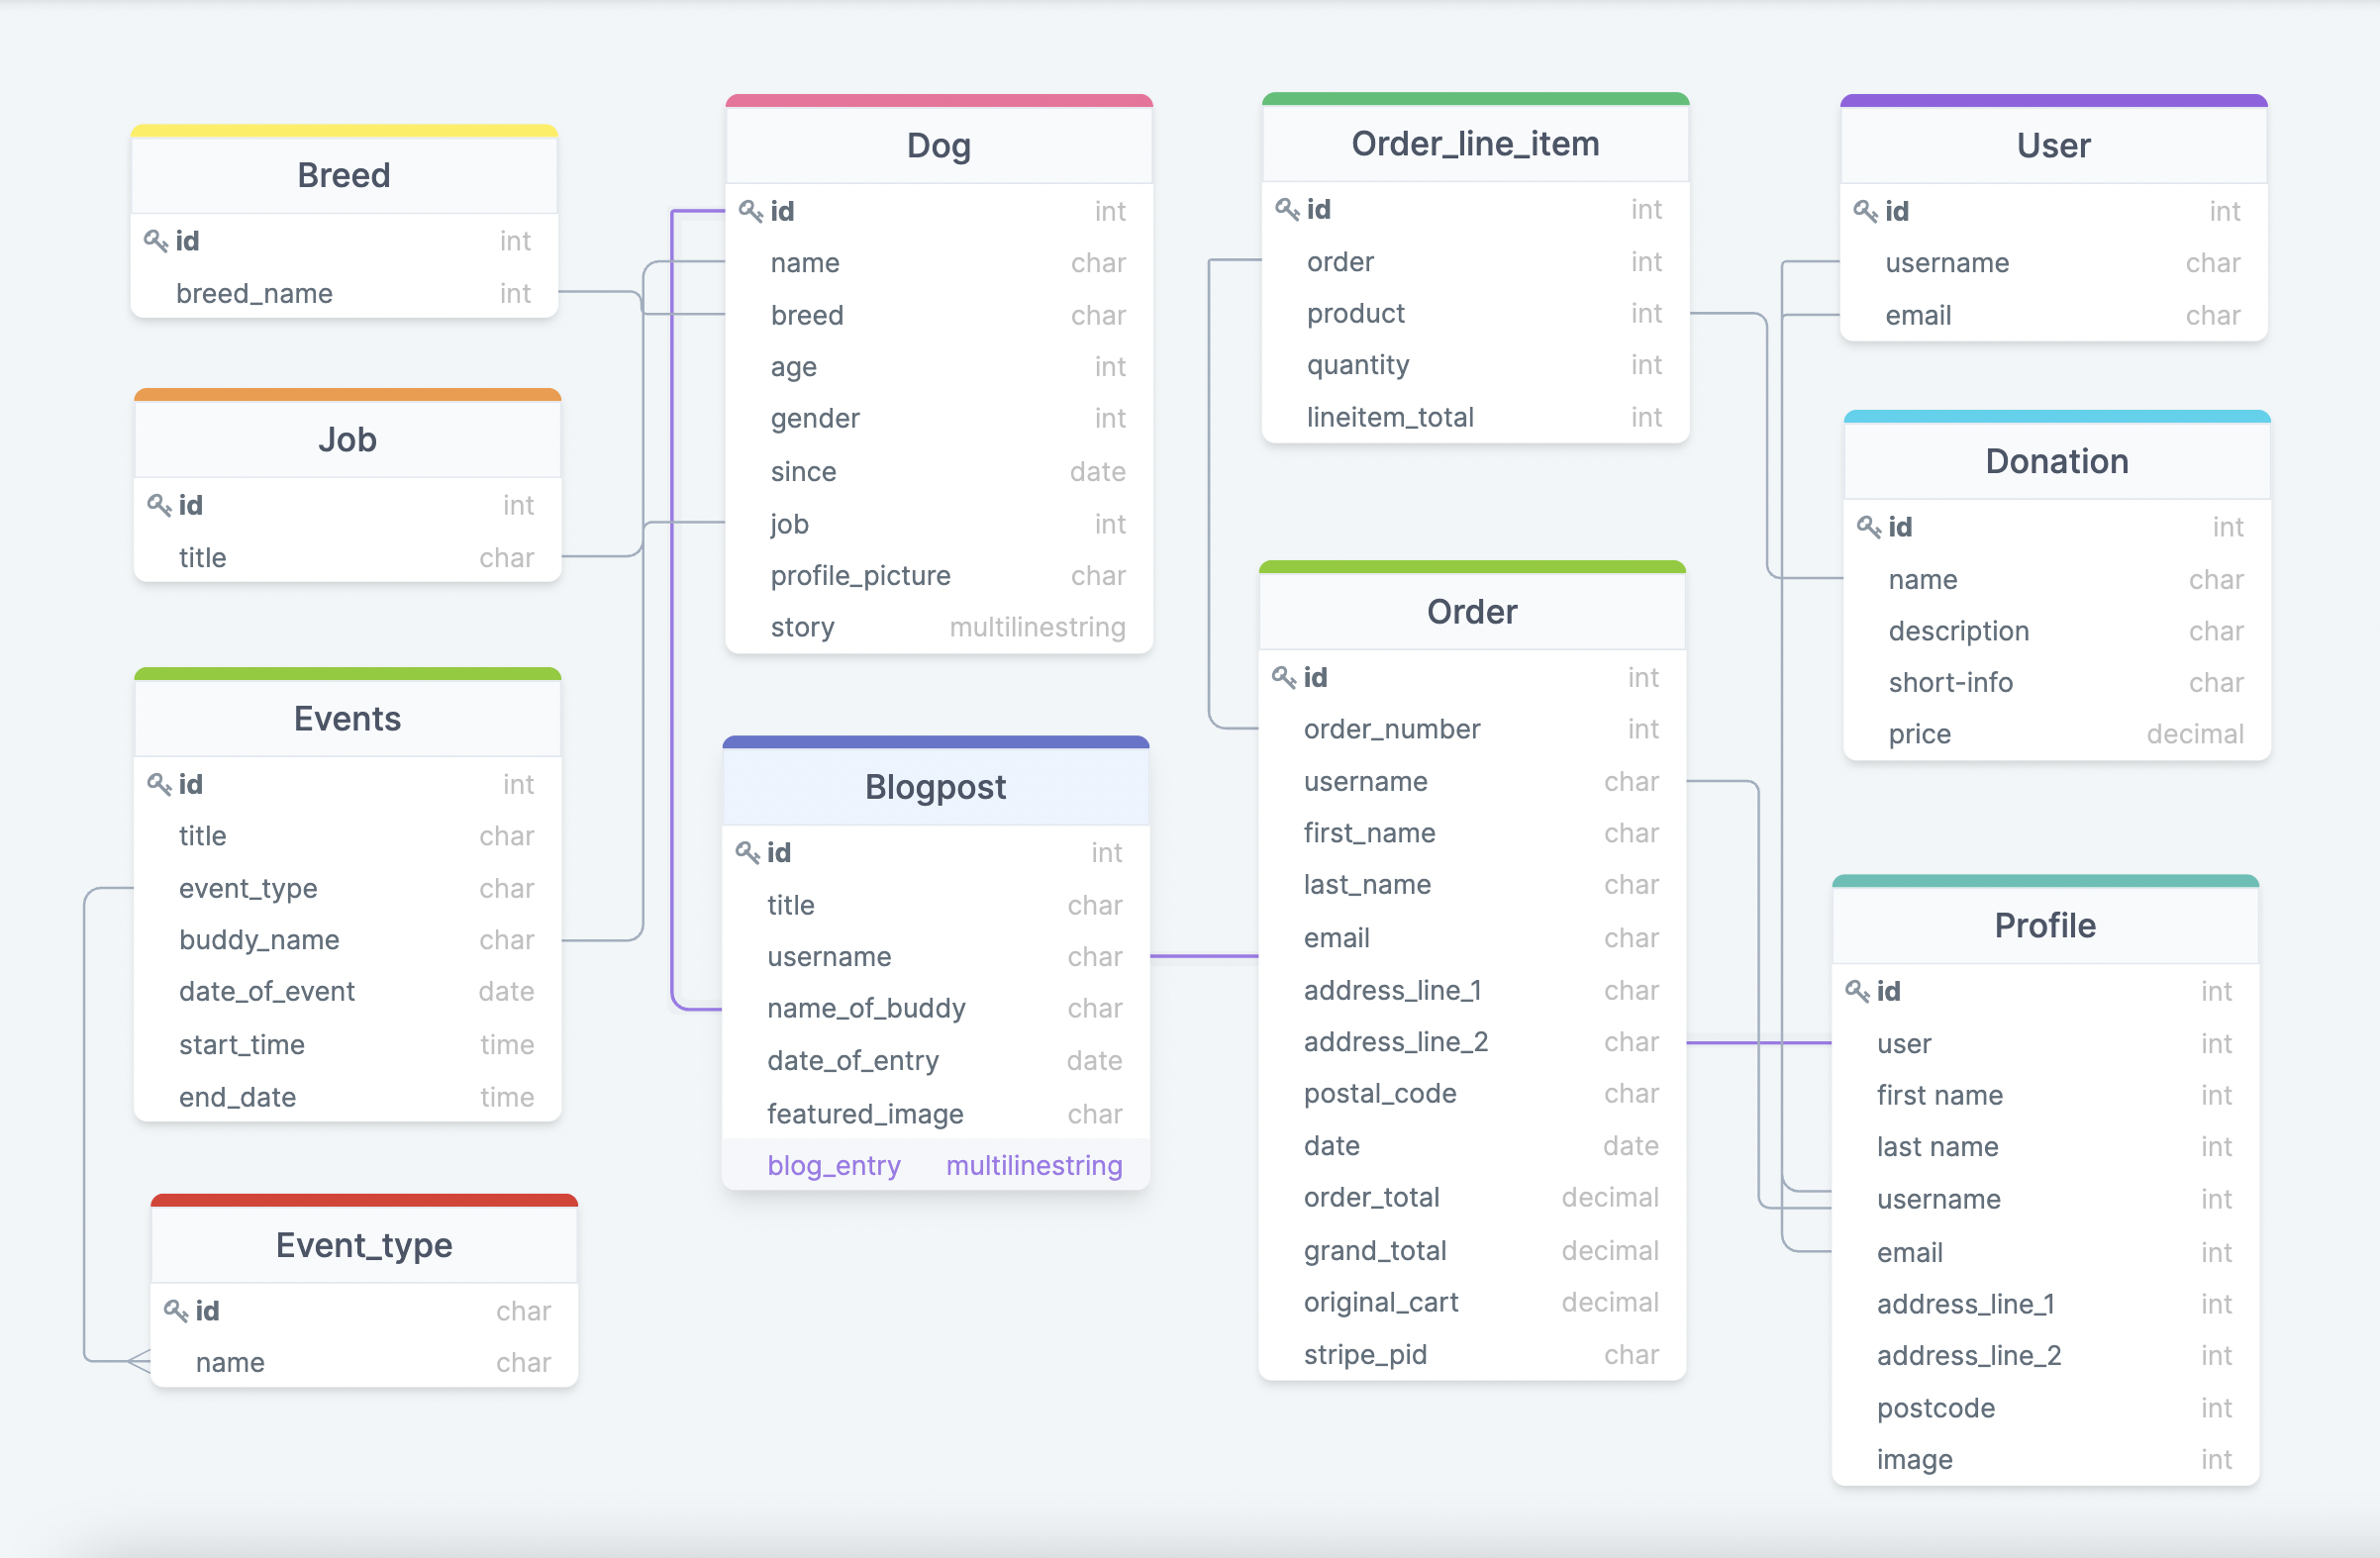 Breed
id int
breed_name int
Job
id int
title char
Events
id int
title char
event_type char
buddy_name char
date_of_event date
start_time time
end_date time
Event_type
id char
name char
Dog
id int
name char
breed char
age int
gender int
since date
job int
profile_picture char
story multilinestring
Blogpost
id int
title char
username char
name_of_buddy char
date_of_entry date
featured_image char
blog_entry multilinestring
Order_line_item
id int
order int
product int
quantity int
lineitem_total int
Order
id int
order_number int
username char
first_name char
last_name char
email char
address_line_1 char
address_line_2 char
postal_code char
date date
order_total decimal
grand_total decimal
original_cart decimal
stripe_pid char
User
id int
username char
email char
Donation
id int
name char
description char
short-info char
price decimal
Profile
id int
user int
first name int
last name int
username int
email int
address_line_1 int
address_line_2 int
postcode int
image int